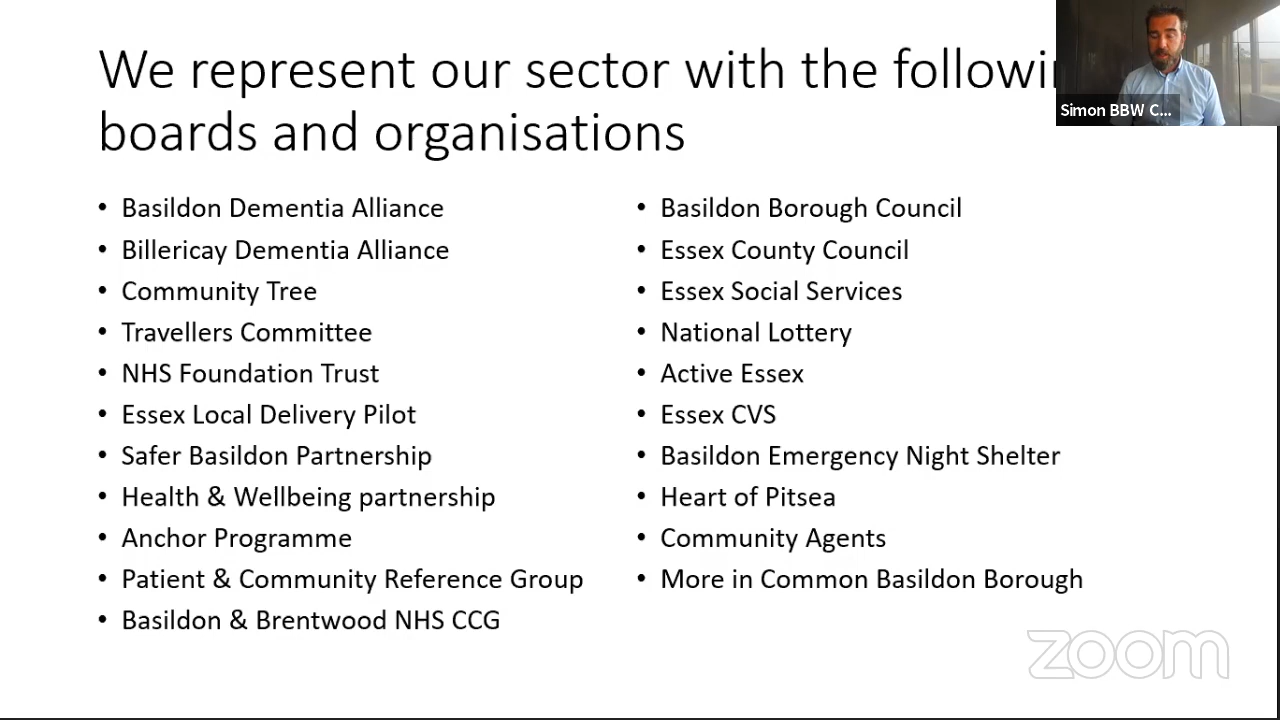 We represent our sector with the followi
boards and organisations
• Basildon Dementia Alliance
• Billericay Dementia Alliance
• Community Tree
• Travellers Committee
• NHS Foundation Trust
• Essex Local Delivery Pilot
• Safer Basildon Partnership
• Health & Wellbeing partnership
• Anchor Programme
• Patient & Community Reference Group
• Basildon & Brentwood NHS CCG
• Basildon Borough Council
• Essex County Council
• Essex Social Services
• National Lottery
• Active Essex
• Essex CVS
• Basildon Emergency Night Shelter
• Heart of Pitsea
• Community Agents
• More in Common Basildon Borough
Simon BBW C...
zoom